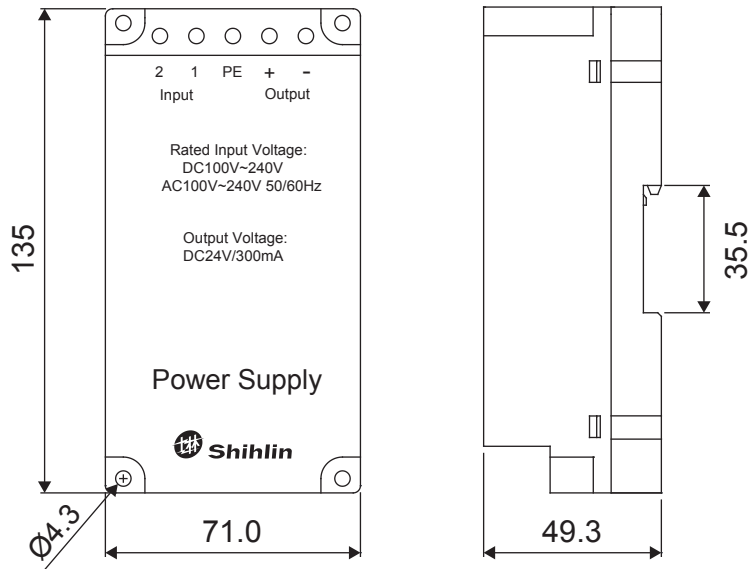 2 1 PE + -
Input Output
Rated Input Voltage:
DC100V~240V
AC100V~240V 50/60Hz
Output Voltage:
DC24V/300mA
Power Supply
Shihlin
135
Ø4.3
71.0
35.5
49.3